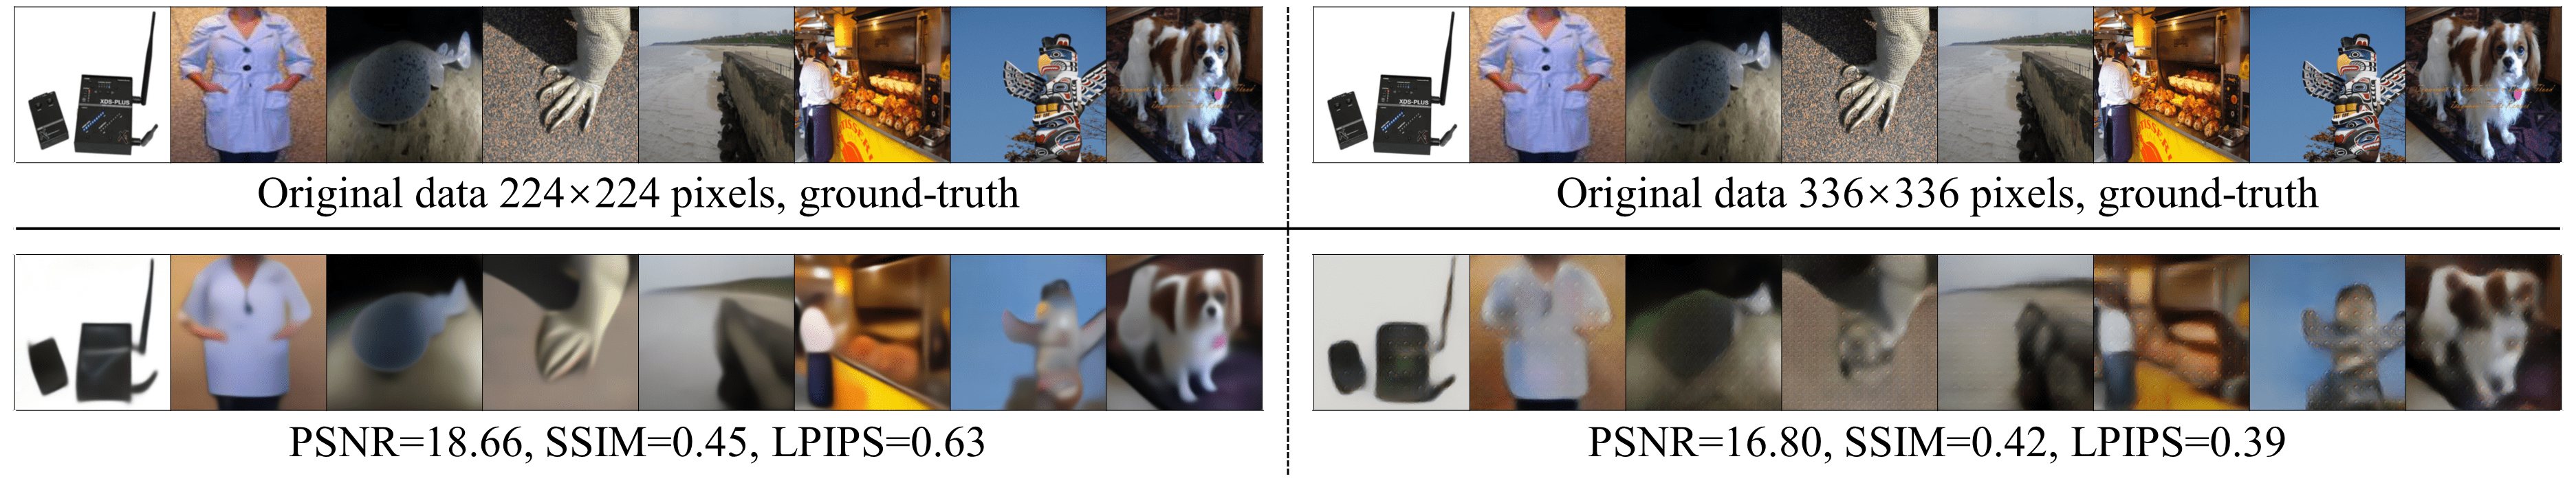 XDS-PLUS
XDS-PLUS
Original data 224×224 pixels, ground-truth
Original data 336×336 pixels, ground-truth
PSNR=18.66, SSIM=0.45, LPIPS=0.63
PSNR=16.80, SSIM=0.42, LPIPS=0.39